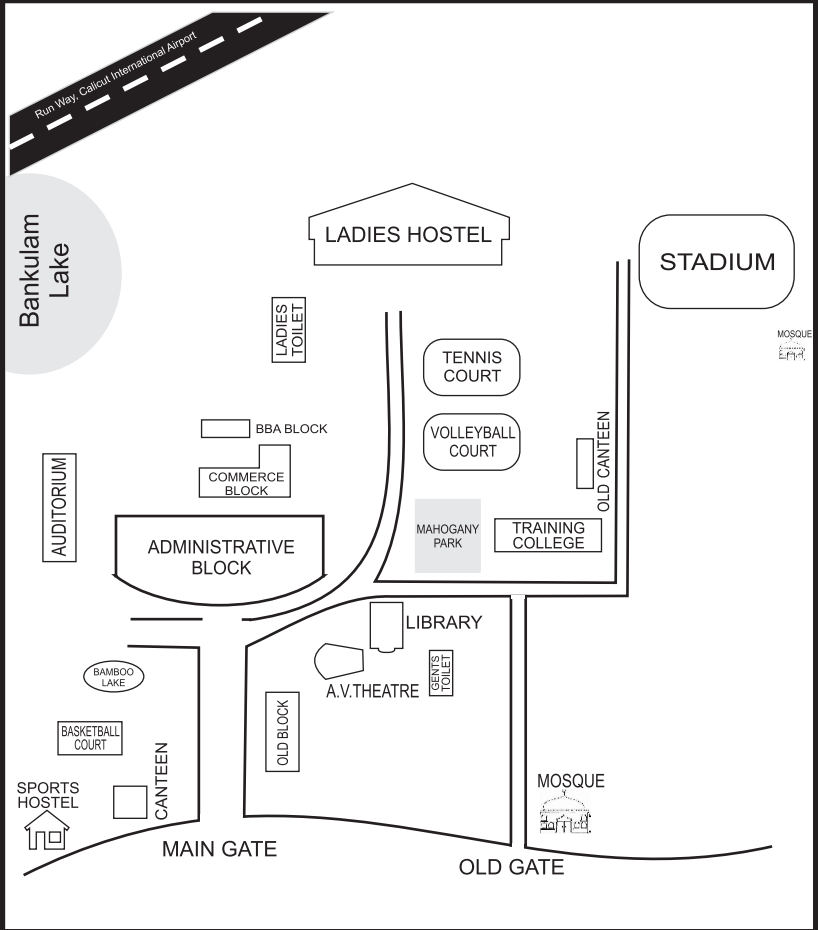 Run Way, Calicut International Airport
Bankulam
Lake
LADIES HOSTEL
STADIUM
MOSQUE
LADIES
TOILET
TENNIS
COURT
BBA BLOCK
VOLLEYBALL
COURT
OLD CANTEEN
COMMERCE
BLOCK
AUDITORIUM
MAHOGANY
PARK
TRAINING
COLLEGE
ADMINISTRATIVE
BLOCK
LIBRARY
BAMBOO
LAKE
A.V.THEATRE
GENTS
TOILET
BASKETBALL
COURT
OLD BLOCK
CANTEEN
SPORTS
HOSTEL
MOSQUE
MAIN GATE
OLD GATE